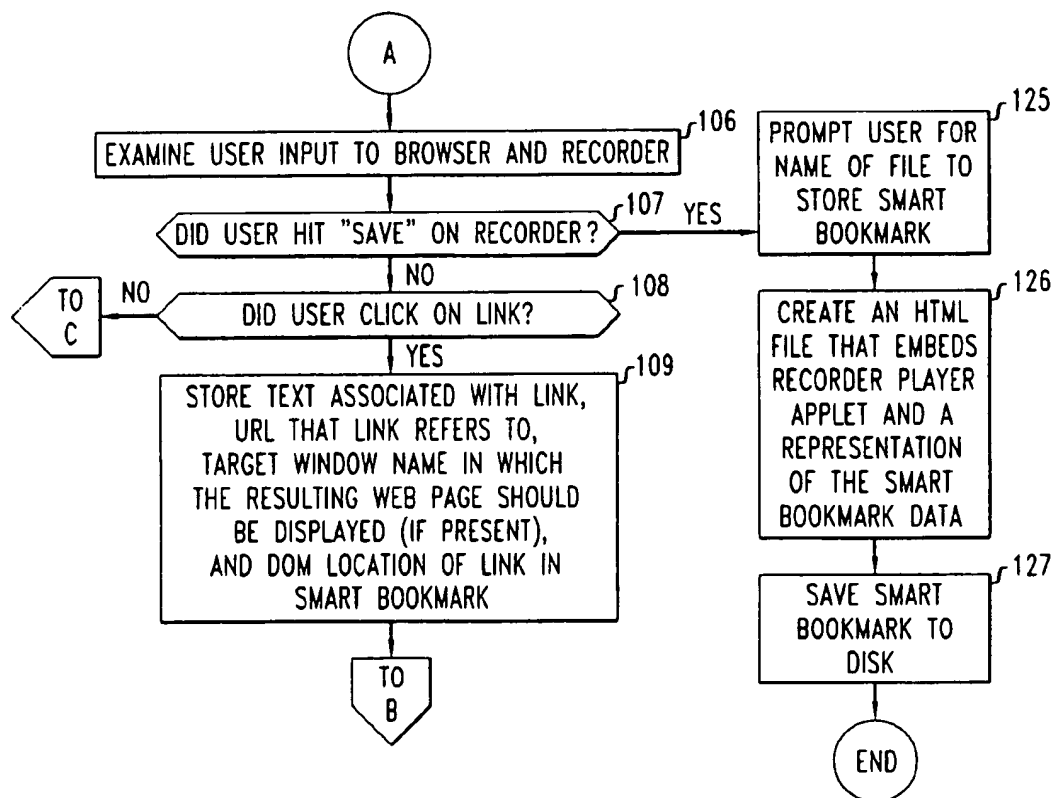 A
106
EXAMINE USER INPUT TO BROWSER AND RECORDER
107
DID USER HIT "SAVE" ON RECORDER?
YES
NO
108
DID USER CLICK ON LINK?
NO
TO
C
YES
109
STORE TEXT ASSOCIATED WITH LINK,
URL THAT LINK REFERS TO,
TARGET WINDOW NAME IN WHICH
THE RESULTING WEB PAGE SHOULD
BE DISPLAYED (IF PRESENT),
AND DOM LOCATION OF LINK IN
SMART BOOKMARK
TO
B
125
PROMPT USER FOR
NAME OF FILE TO
STORE SMART
BOOKMARK
126
CREATE AN HTML
FILE THAT EMBEDS
RECORDER PLAYER
APPLET AND A
REPRESENTATION
OF THE SMART
BOOKMARK DATA
127
SAVE SMART
BOOKMARK TO
DISK
END